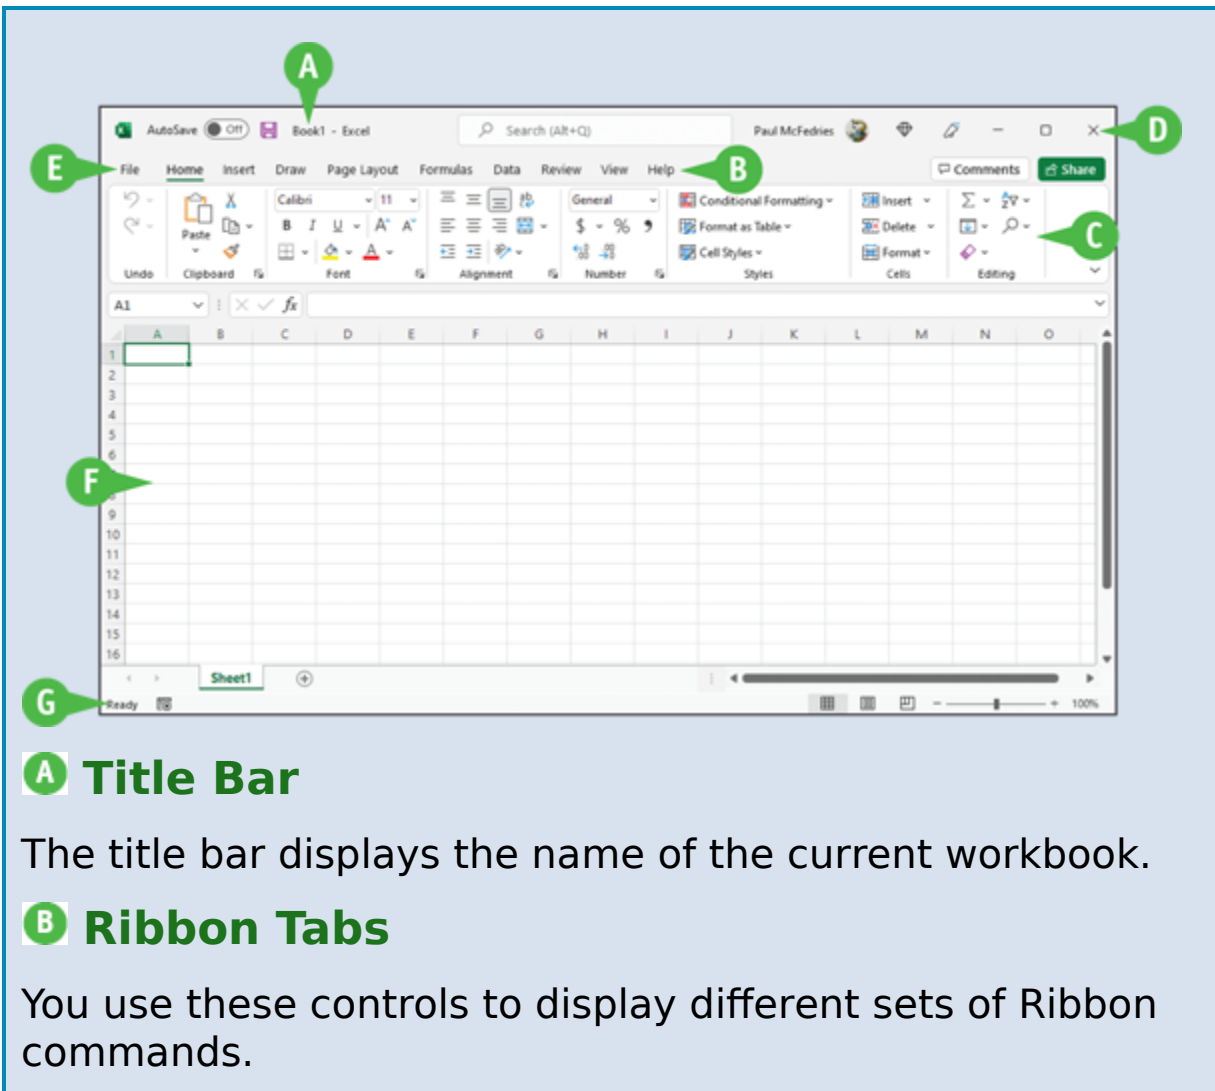 A
AutoSave Off Book1 - Excel Search (Alt+Q) Paul McFedries D
E File Home Insert Draw Page Layout Formulas Data Review View Help B Comments Share
Calibri 11 General Conditional Formatting Insert
Paste B I U A A $ % Format as Table Delete C
A Cell Styles Format
Undo Clipboard Font Alignment Number Styles Cells Editing
A1 fx
A B C D E F G H I J K L M N O
1
2
3
4
5
6
F
8
9
10
11
12
13
14
15
16
Sheet1
G Ready 100%
A Title Bar
The title bar displays the name of the current workbook.
B Ribbon Tabs
You use these controls to display different sets of Ribbon
commands.